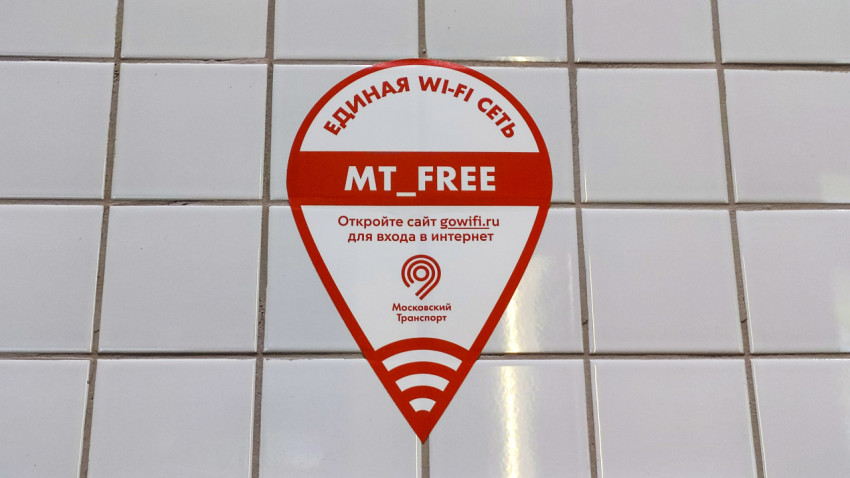 ЕДИНАЯ WI-FI СЕТЬ
MT_FREE
Откройте сайт gowifi.ru
для входа в интернет
Московский
Транспорт